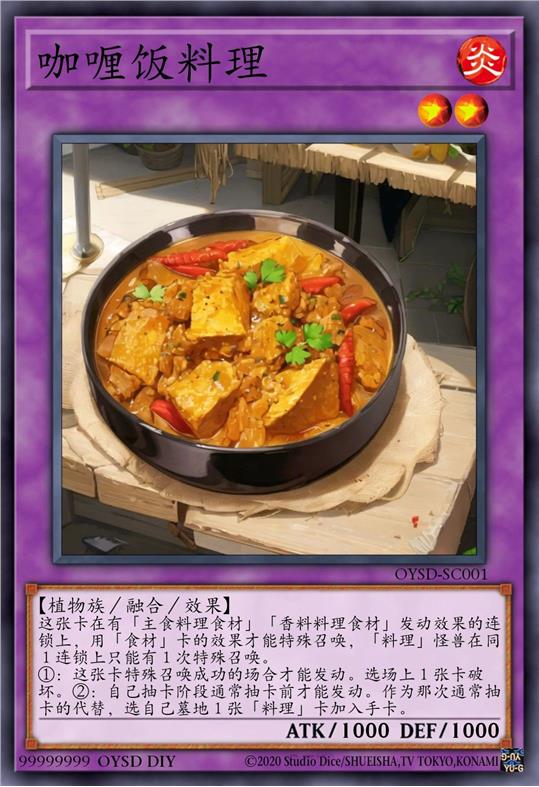 咖喱饭料理
炎
OYSD-SC001
【植物族／融合／效果】
这张卡在有「主食料理食材」「香料料理食材」发动效果的连
锁上，用「食材」卡的效果才能特殊召唤，「料理」怪兽在同
１连锁上只能有１次特殊召唤。
①：这张卡特殊召唤成功的场合才能发动。选场上１张卡破
坏。②：自己抽卡阶段通常抽卡前才能发动。作为那次通常抽
卡的代替，选自己墓地１张「料理」卡加入手卡。
ATK/1000 DEF/1000
99999999 OYSD DIY ©2020 Studio Dice/SHUEISHA,TV TOKYO,KONAMI